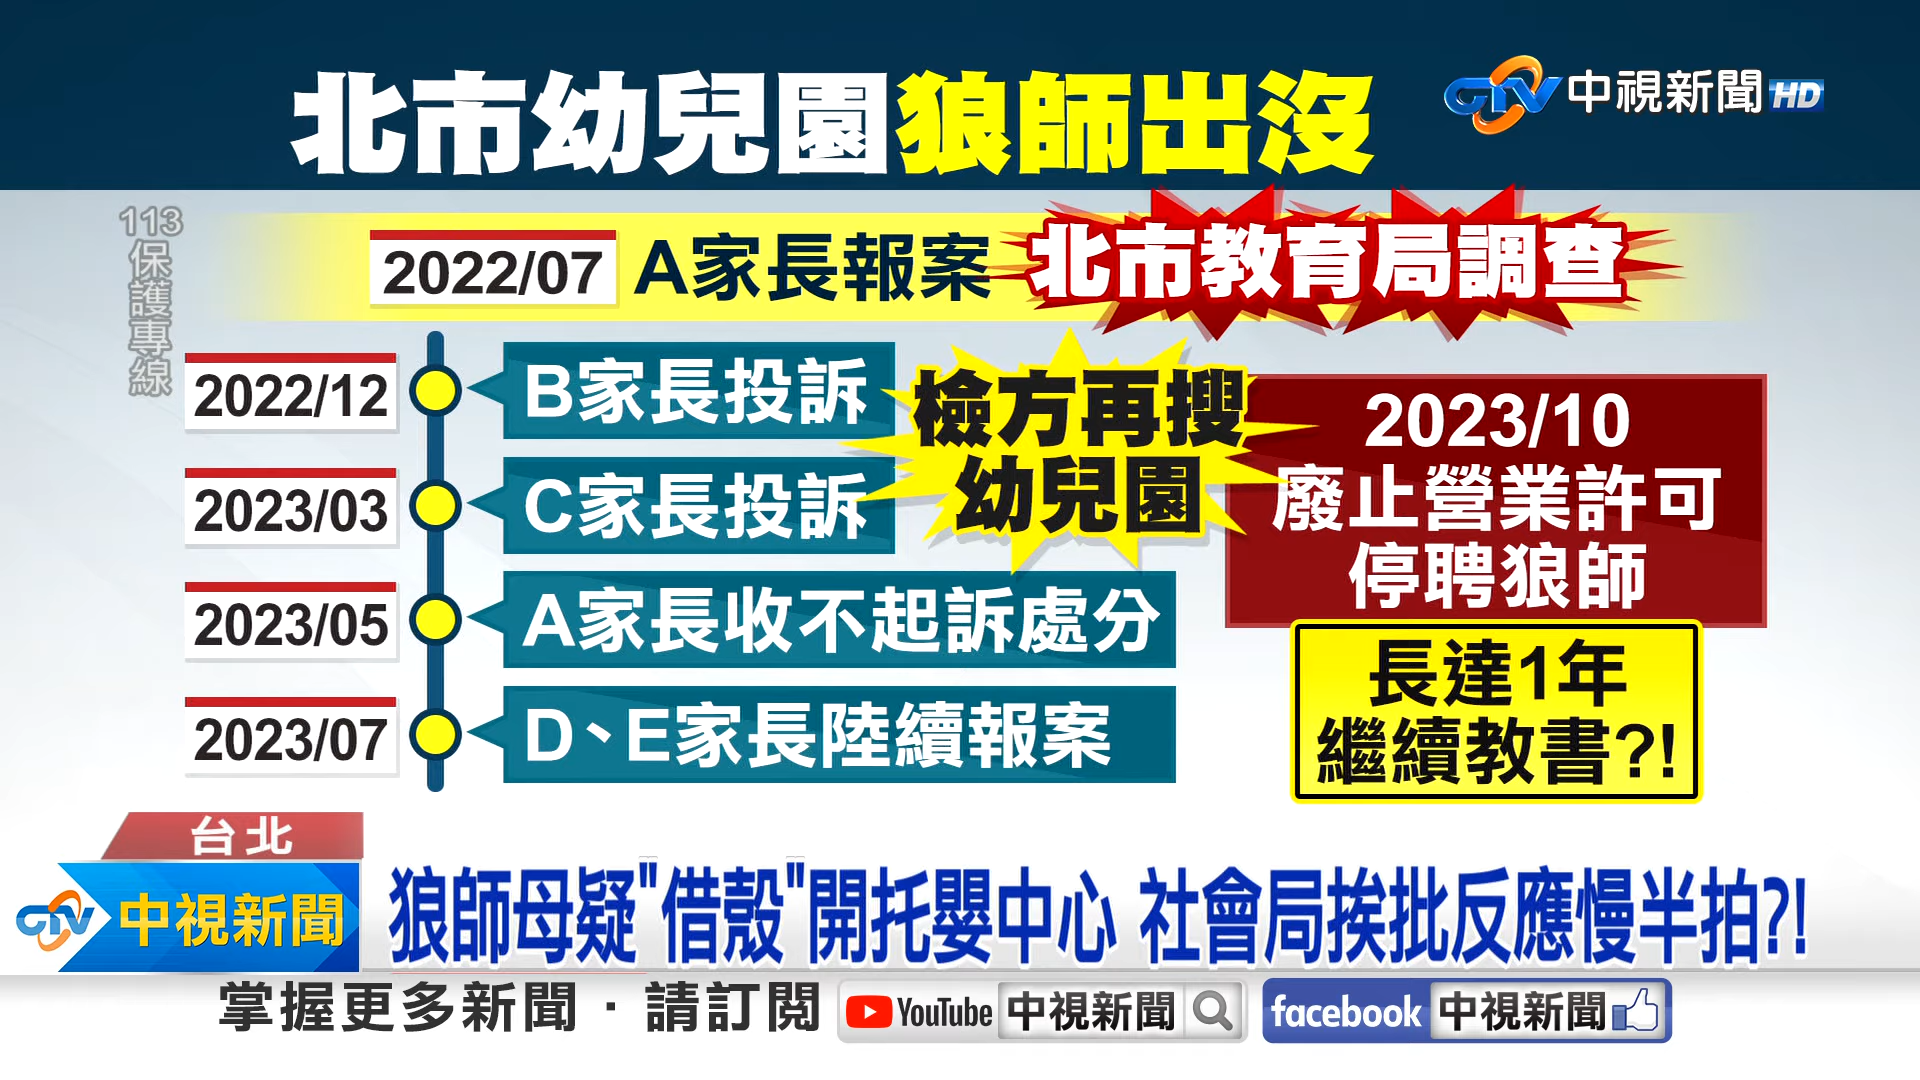 北市幼兒園狼師出沒
CTV 中視新聞 HD
113保護專線
2022/07 A家長報案 北市教育局調查
2022/12 B家長投訴
2023/03 C家長投訴
2023/05 A家長收不起訴處分
2023/07 D、E家長陸續報案
檢方再搜
幼兒園
2023/10
廢止營業許可
停聘狼師
長達1年
繼續教書?!
台北
CTV 中視新聞
狼師母疑"借殼"開托嬰中心 社會局挨批反應慢半拍?!
掌握更多新聞・請訂閱 YouTube 中視新聞 facebook 中視新聞